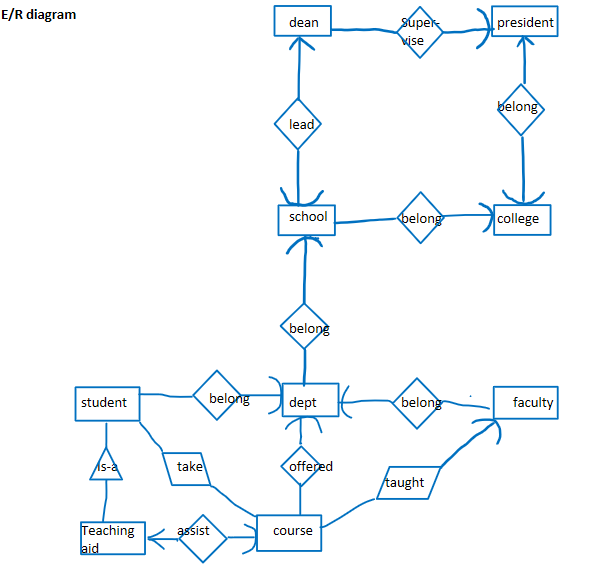 E/R diagram
dean
Super-
vise
president
lead
belong
school
belong
college
belong
student
belong
dept
belong
faculty
Is-a
take
offered
taught
Teaching
aid
assist
course